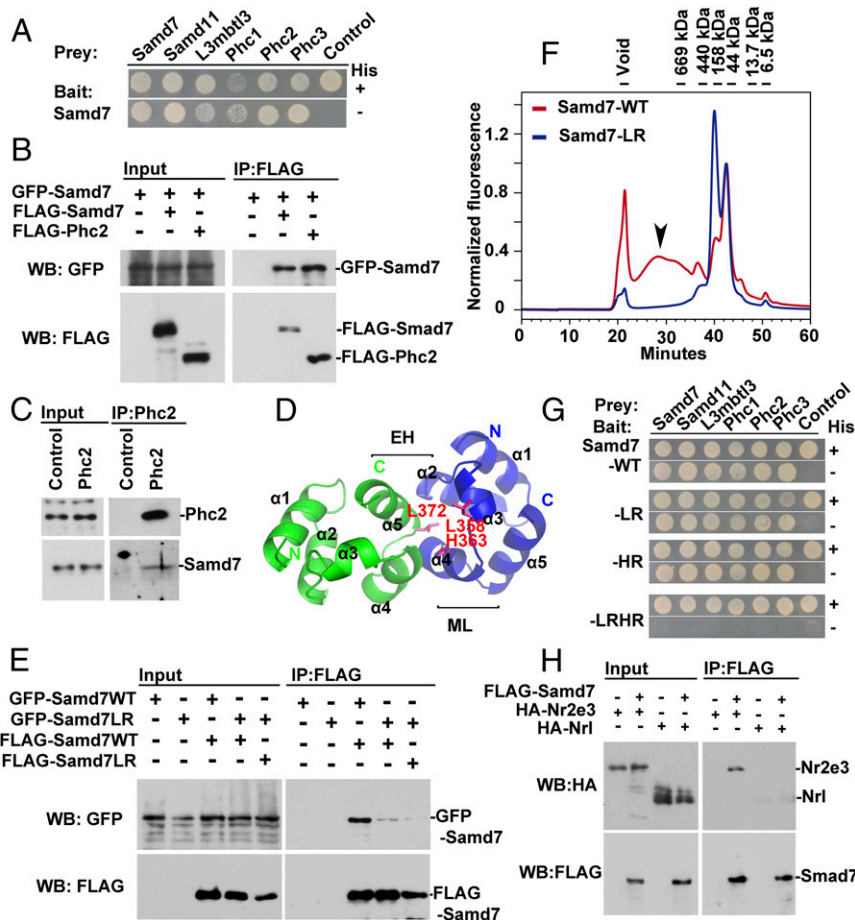 A
Prey:
Samd7 Samd11 L3mbtl3 Phc1 Phc2 Phc3 Control
His
Bait: +
Samd7 -
B
Input IP:FLAG
GFP-Samd7 + + + + + +
FLAG-Samd7 - + - - + -
FLAG-Phc2 - - + - - +
WB: GFP -GFP-Samd7
WB: FLAG -FLAG-Smad7
-FLAG-Phc2
C
Input IP:Phc2
Control Phc2 Control Phc2
-Phc2
-Samd7
D
EH
N
α1
α2
C
C
α1
α5
L372
α3
L358
H363
N
α2
α3
α4
α5
α4
ML
E
Input IP:FLAG
GFP-Samd7WT + - + - - + - + - -
GFP-Samd7LR - + - + + - + - + +
FLAG-Samd7WT - - + + - - - + + -
FLAG-Samd7LR - - - - + - - - - +
WB: GFP -GFP
-Samd7
WB: FLAG -FLAG
-Samd7
F
Void
669 kDa
440 kDa
158 kDa
44 kDa
13.7 kDa
6.5 kDa
Samd7-WT
Samd7-LR
Normalized fluorescence
1.2
0.8
0.4
0
0 10 20 30 40 50 60
Minutes
G
Prey:
Samd7 Samd11 L3mbtl3 Phc1 Phc2 Phc3 Control
Bait: His
Samd7 +
-WT -
-LR +
-
-HR +
-
-LRHR +
-
H
Input IP:FLAG
FLAG-Samd7 - + - + - + - +
HA-Nr2e3 + + - - + + - -
HA-Nrl - - + + - - + +
WB:HA -Nr2e3
-Nrl
WB:FLAG -Smad7